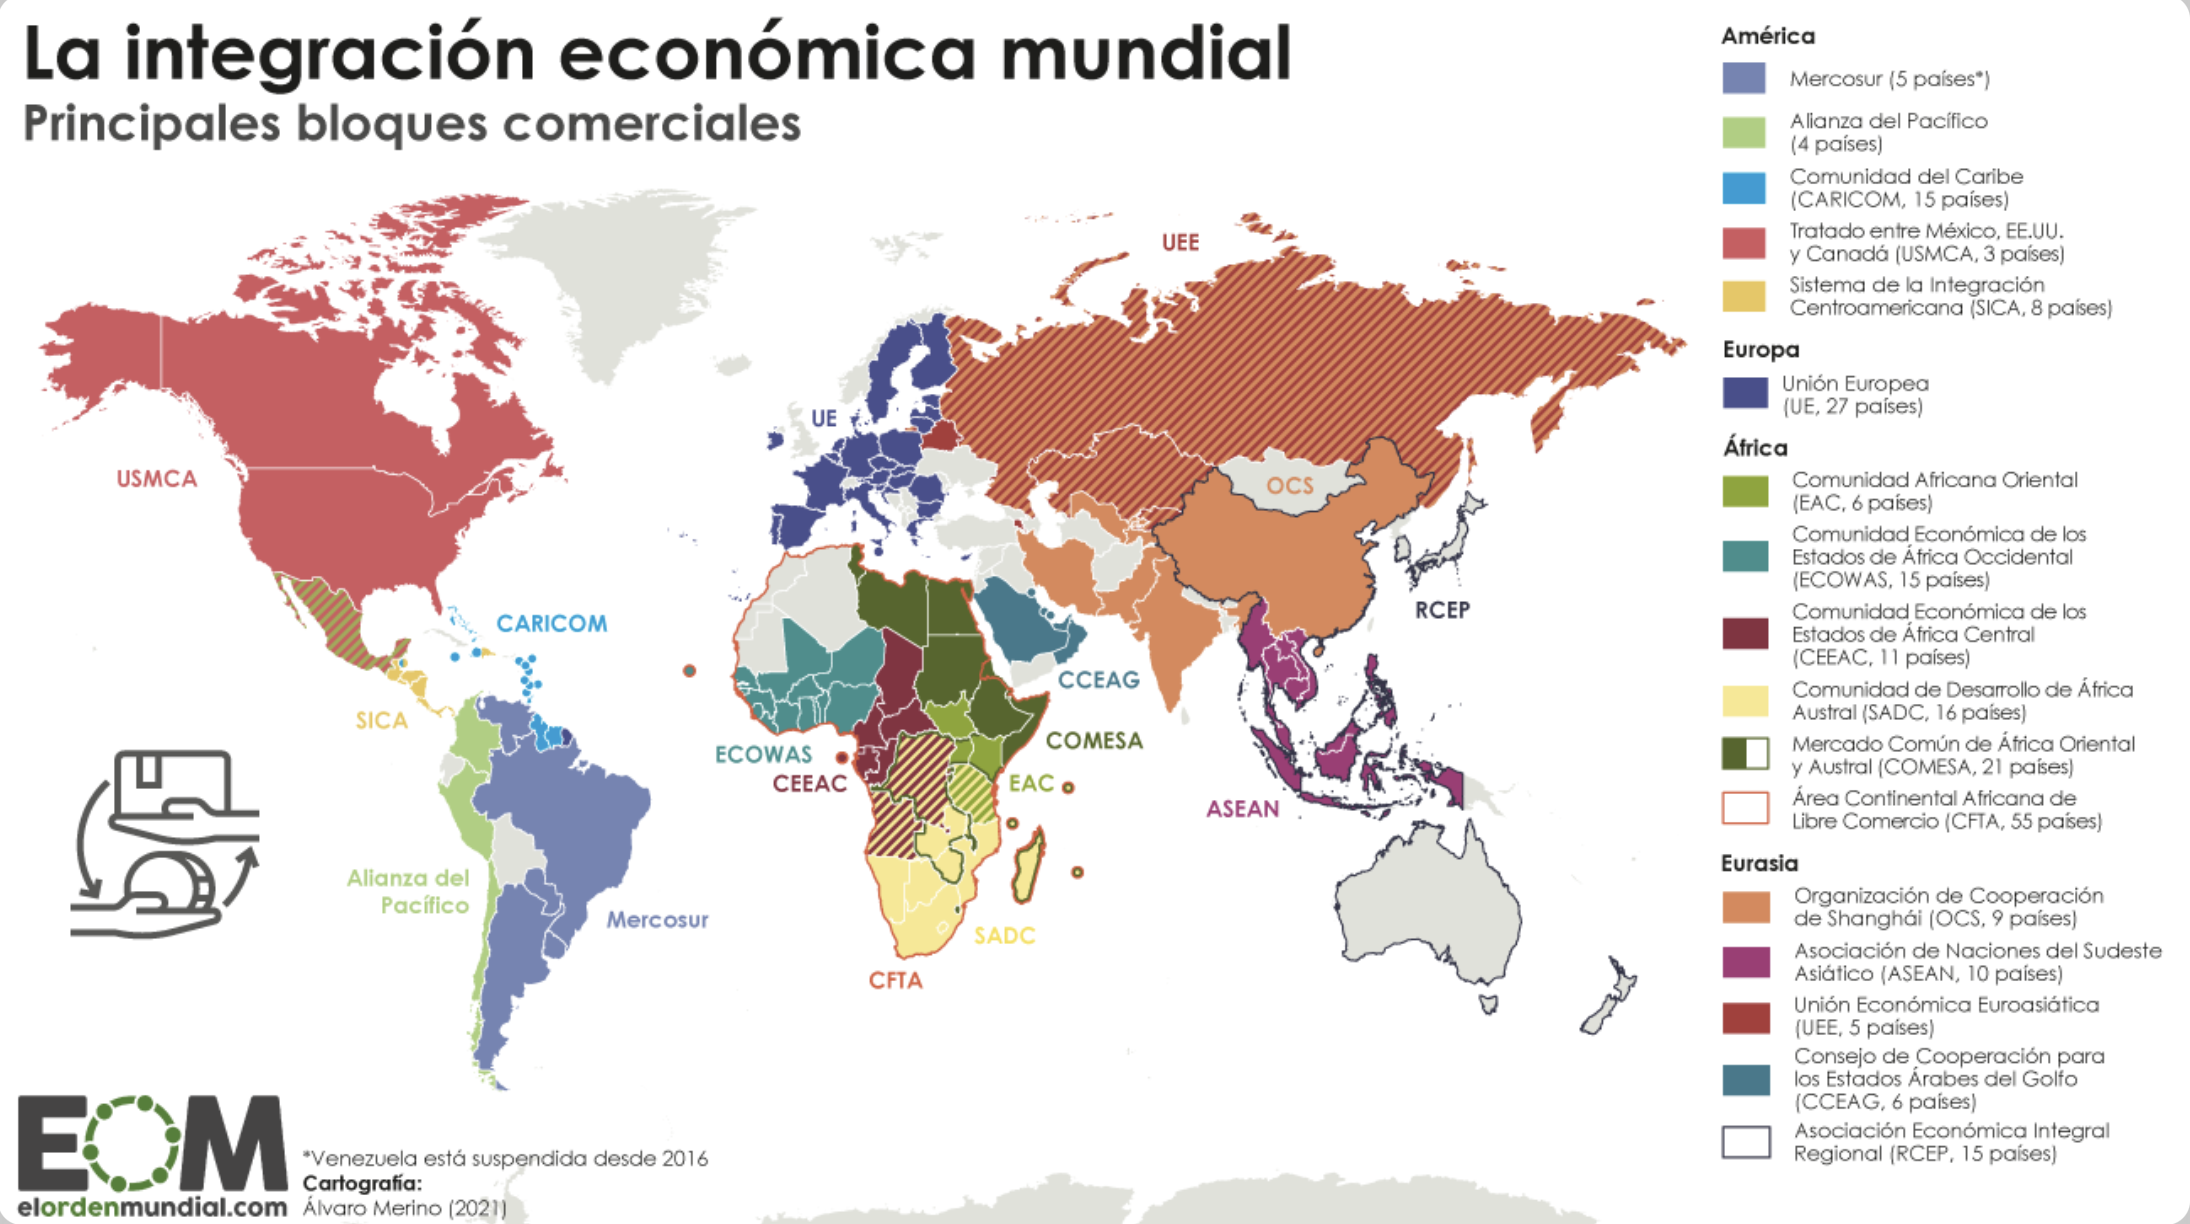 La integración económica mundial
Principales bloques comerciales
América
Mercosur (5 países*)
Alianza del Pacífico
(4 países)
Comunidad del Caribe
(CARICOM, 15 países)
Tratado entre México, EE.UU.
y Canadá (USMCA, 3 países)
Sistema de la Integración
Centroamericana (SICA, 8 países)
Europa
Unión Europea
(UE, 27 países)
África
Comunidad Africana Oriental
(EAC, 6 países)
Comunidad Económica de los
Estados de África Occidental
(ECOWAS, 15 países)
Comunidad Económica de los
Estados de África Central
(CEEAC, 11 países)
Comunidad de Desarrollo de África
Austral (SADC, 16 países)
Mercado Común de África Oriental
y Austral (COMESA, 21 países)
Área Continental Africana de
Libre Comercio (CFTA, 55 países)
Eurasia
Organización de Cooperación
de Shanghái (OCS, 9 países)
Asociación de Naciones del Sudeste
Asiático (ASEAN, 10 países)
Unión Económica Euroasiática
(UEE, 5 países)
Consejo de Cooperación para
los Estados Árabes del Golfo
(CCEAG, 6 países)
Asociación Económica Integral
Regional (RCEP, 15 países)
UEE
UE
USMCA
OCS
RCEP
CARICOM
CCEAG
SICA
COMESA
ECOWAS
CEEAC
EAC
ASEAN
Alianza del
Pacífico
Mercosur
SADC
CFTA
EOM
elordenmundial.com
*Venezuela está suspendida desde 2016
Cartografía:
Álvaro Merino (2021)